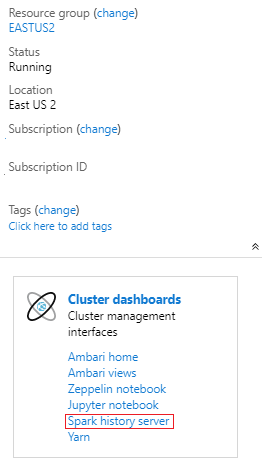 Resource group (change)
EASTUS2
Status
Running
Location
East US 2
Subscription (change)
Subscription ID
Tags (change)
Click here to add tags
Cluster dashboards
Cluster management
interfaces
Ambari home
Ambari views
Zeppelin notebook
Jupyter notebook
Spark history server
Yarn